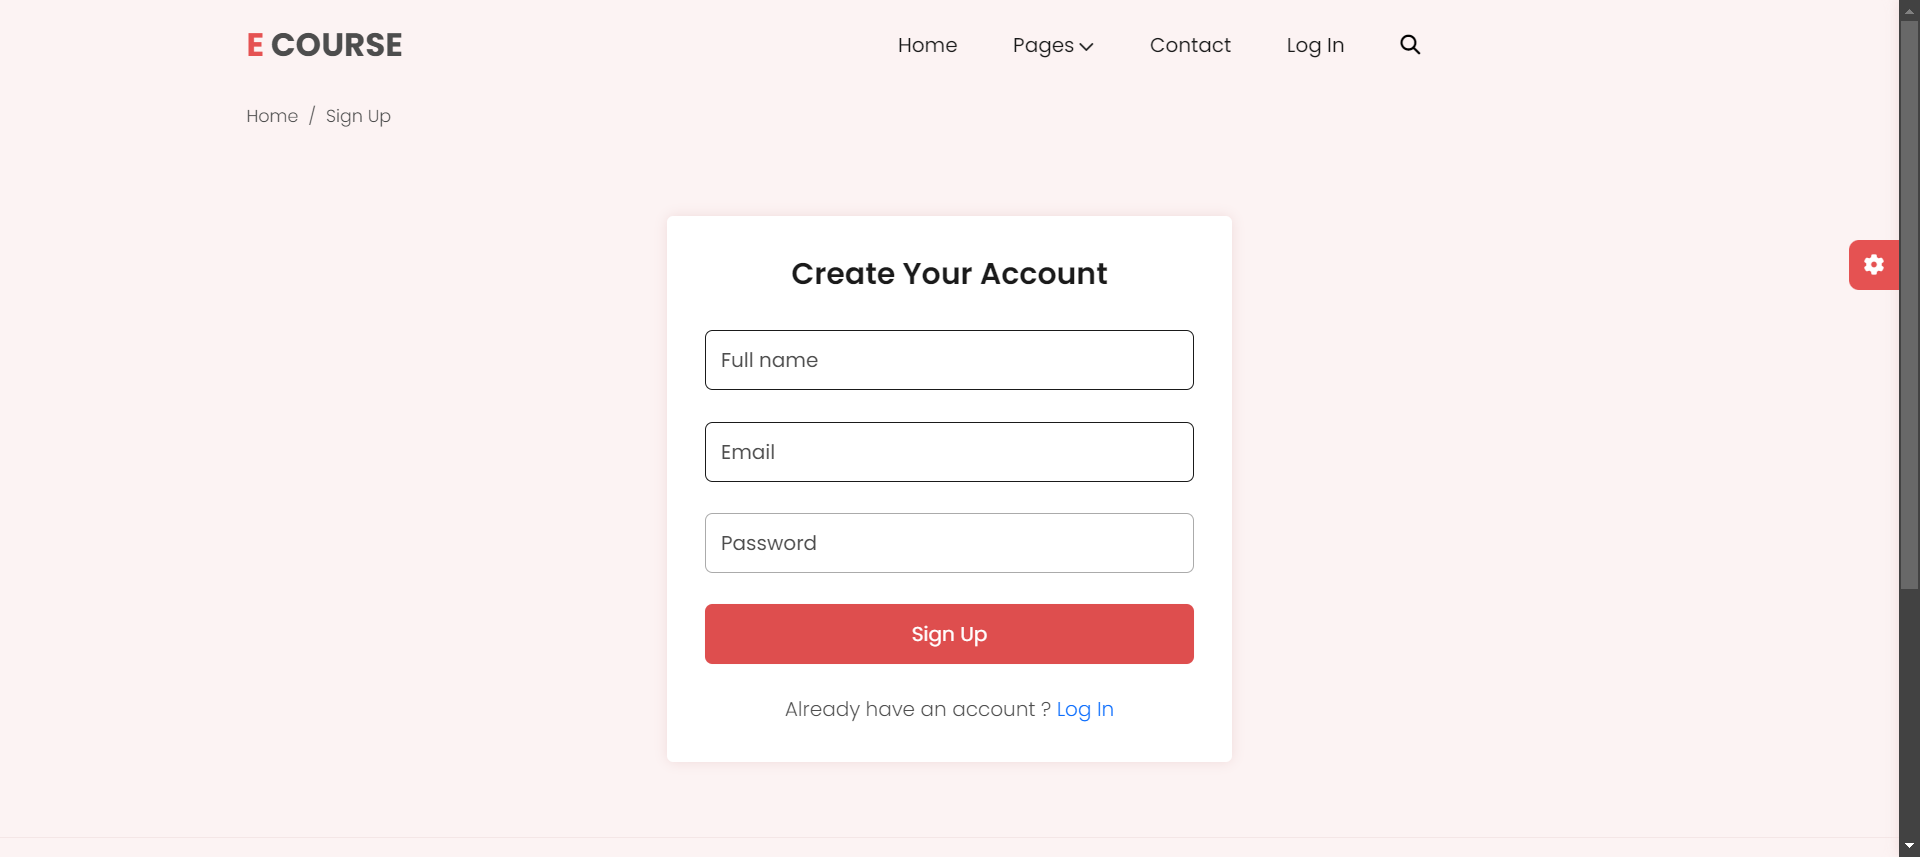 E COURSE
Home
Pages
Contact
Log In
Home / Sign Up
Create Your Account
Full name
Email
Password
Sign Up
Already have an account ? Log In